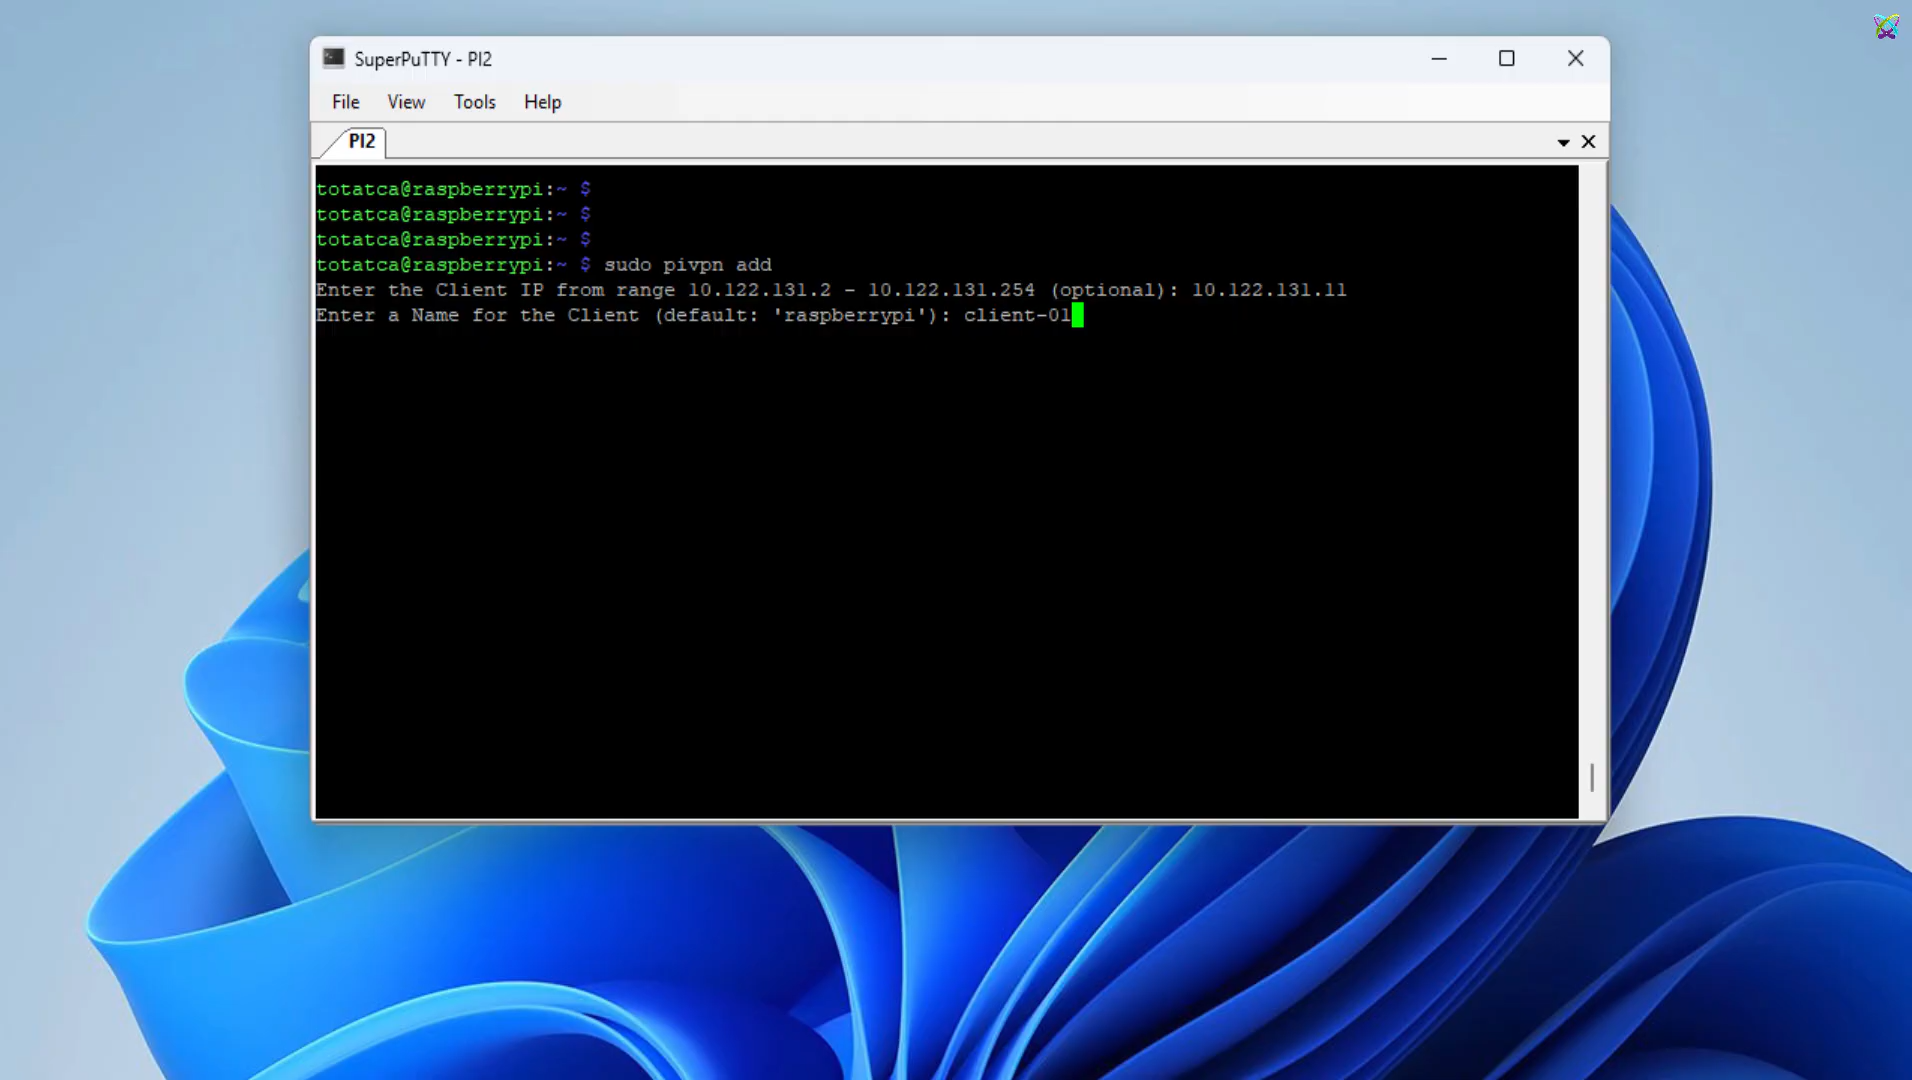 SuperPuTTY - PI2
File View Tools Help
PI2
totatca@raspberrypi:~ $
totatca@raspberrypi:~ $
totatca@raspberrypi:~ $
totatca@raspberrypi:~ $ sudo pivpn add
Enter the Client IP from range 10.122.131.2 - 10.122.131.254 (optional): 10.122.131.11
Enter a Name for the Client (default: 'raspberrypi'): client-01